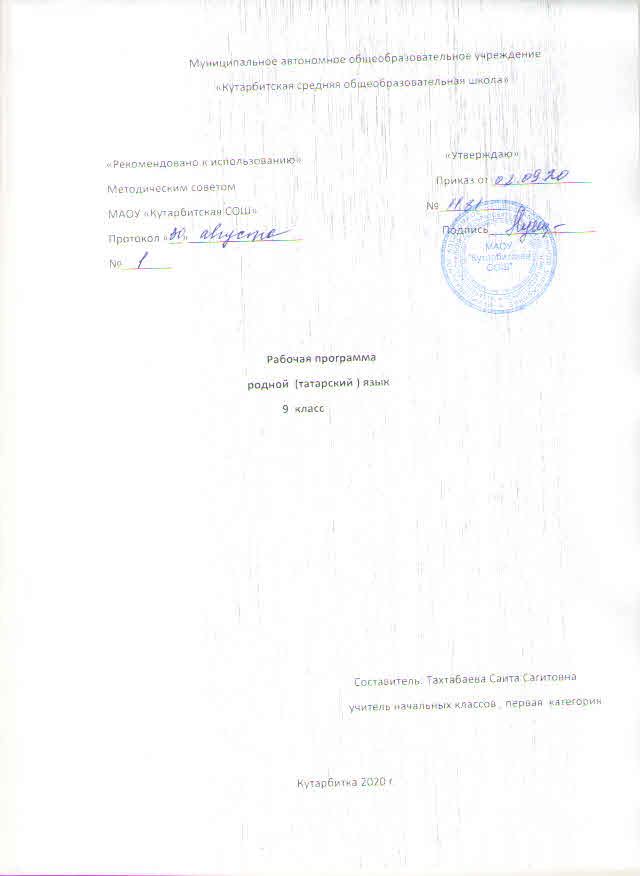 Муниципальное автономное общеобразовательное учреждение
«Кутарбитская средняя общеобразовательная школа»
«Рекомендовано к использованию»
Методическим советом
МАОУ «Кутарбитская СОШ»
Протокол «30» августа
№ 1
«Утверждаю»
Приказ от 02.09.20
№
Подпись
МАОУ
"Кутарбитская
СОШ"
Рабочая программа
родной (татарский ) язык
9 класс
Составитель: Тахтабаева Саита Сагитовна
учитель начальных классов , первая категория
Кутарбитка 2020 г.